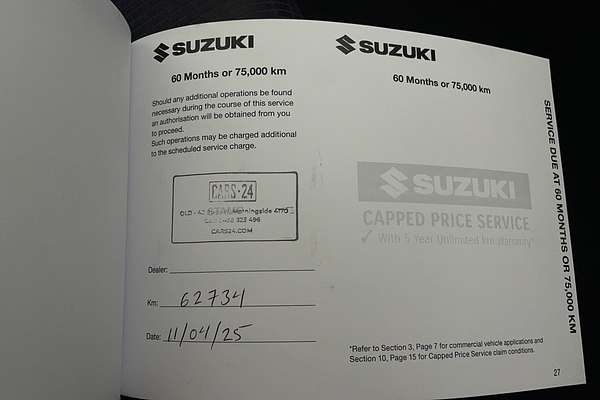 SUZUKI
60 Months or 75,000 km
Should any additional operations be found
necessary during the course of this service
an authorisation will be obtained from you
to proceed.
Such operations may be charged additional
to the scheduled service charge.
CARS•24
QLD - Morningside 4170
CARS24.COM
Dealer:
Km: 62734
Date: 11/04/25
SUZUKI
60 Months or 75,000 km
SUZUKI
CAPPED PRICE SERVICE
✓ With 5 Year Unlimited km warranty*
*Refer to Section 3, Page 7 for commercial vehicle applications and
Section 10, Page 15 for Capped Price Service claim conditions.
27
SERVICE DUE AT 60 MONTHS OR 75,000 KM